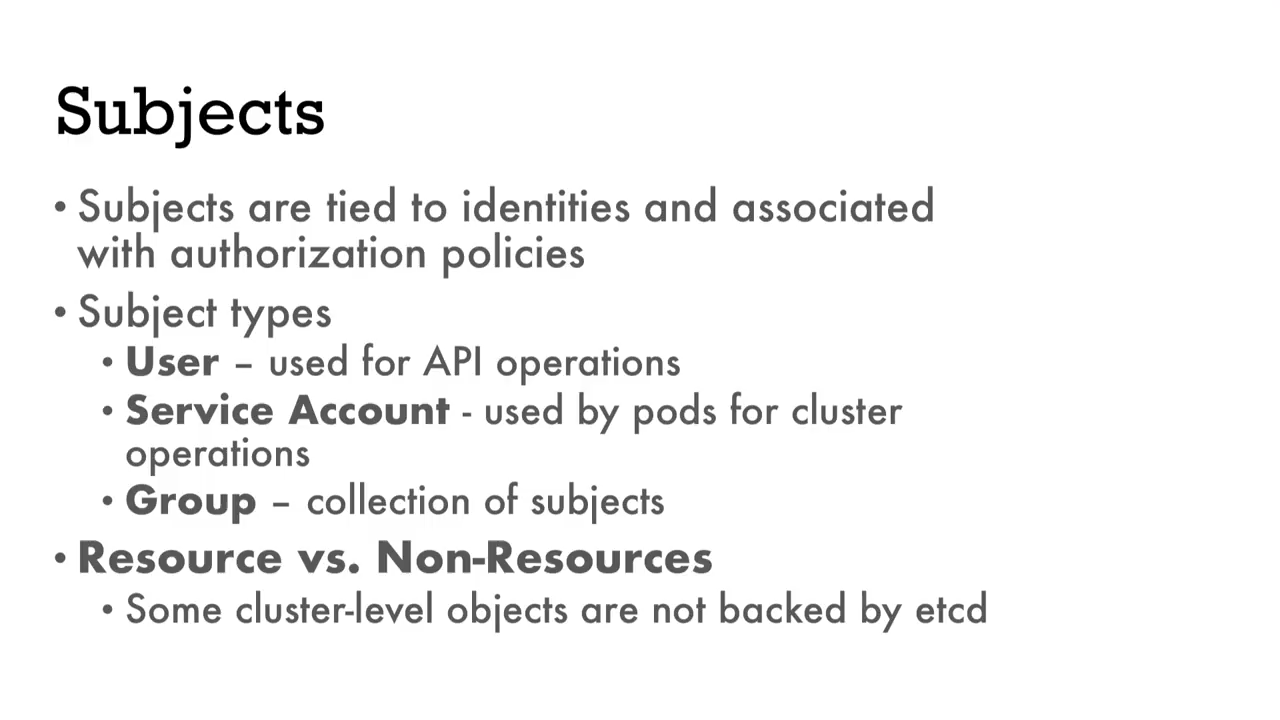 Subjects
• Subjects are tied to identities and associated
with authorization policies
• Subject types
• User – used for API operations
• Service Account - used by pods for cluster
operations
• Group – collection of subjects
• Resource vs. Non-Resources
• Some cluster-level objects are not backed by etcd